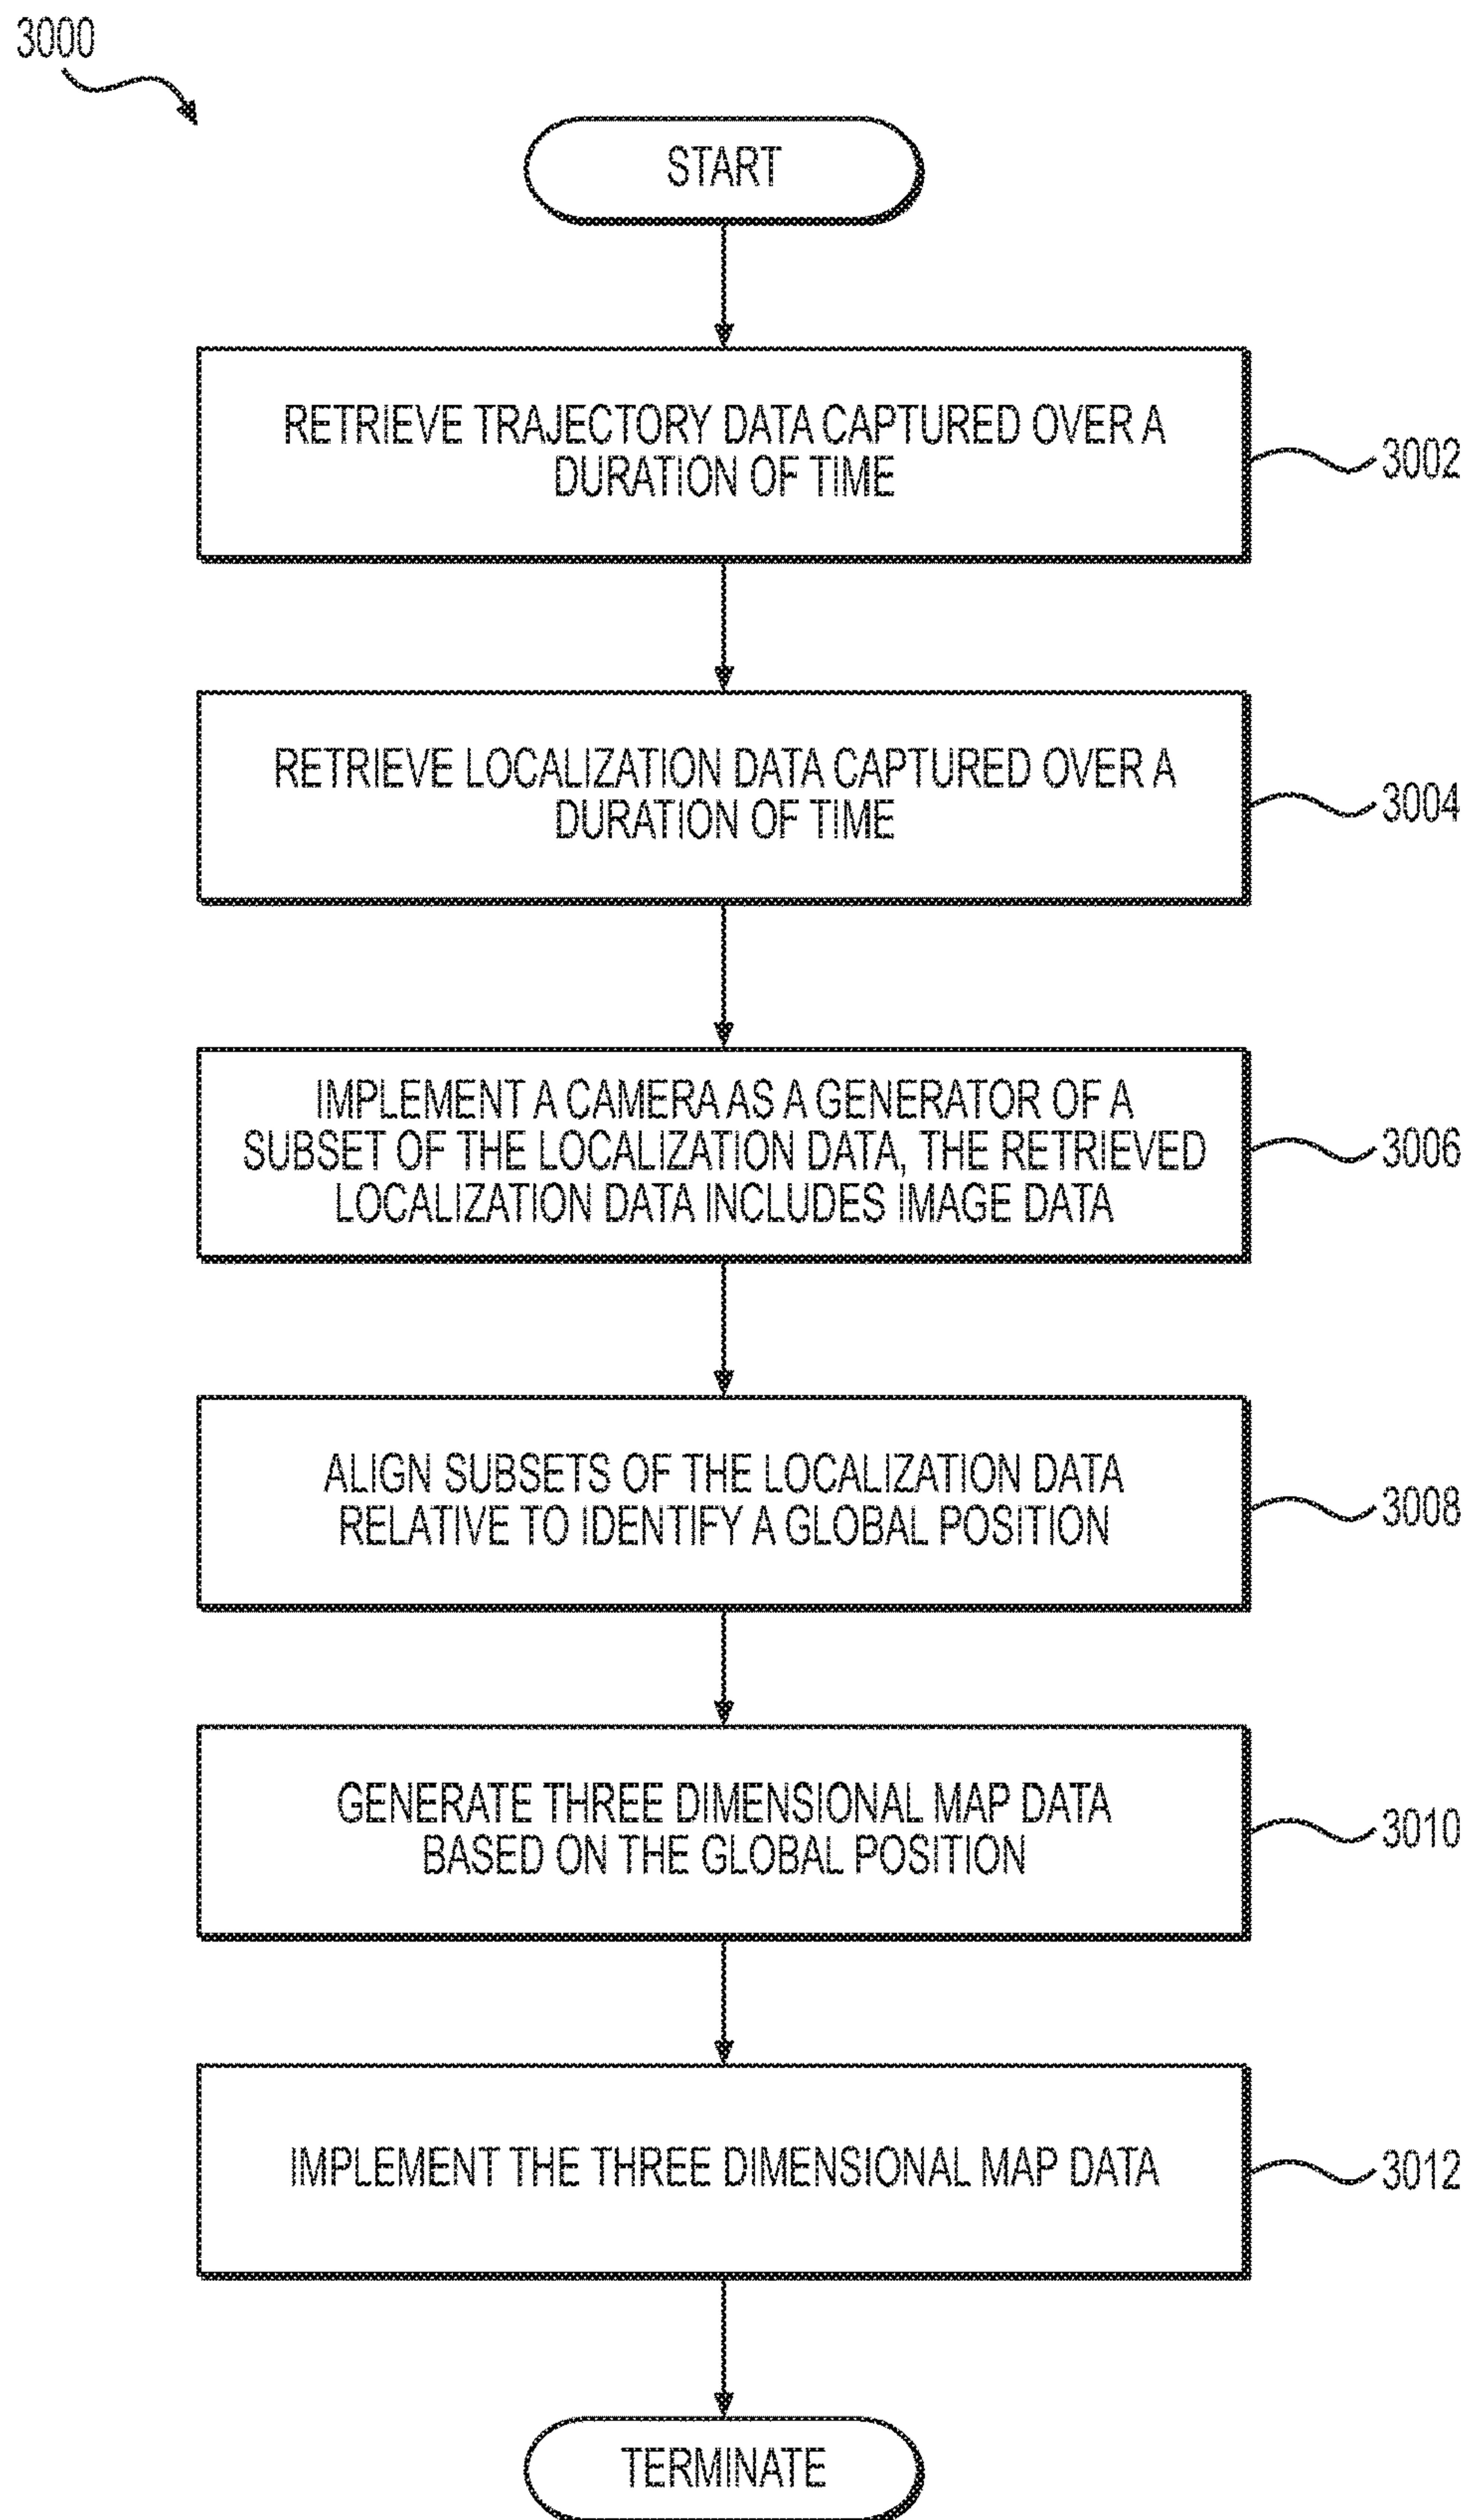 3000
START
RETRIEVE TRAJECTORY DATA CAPTURED OVER A
DURATION OF TIME
3002
RETRIEVE LOCALIZATION DATA CAPTURED OVER A
DURATION OF TIME
3004
IMPLEMENT A CAMERA AS A GENERATOR OF A
SUBSET OF THE LOCALIZATION DATA, THE RETRIEVED
LOCALIZATION DATA INCLUDES IMAGE DATA
3006
ALIGN SUBSETS OF THE LOCALIZATION DATA
RELATIVE TO IDENTIFY A GLOBAL POSITION
3008
GENERATE THREE DIMENSIONAL MAP DATA
BASED ON THE GLOBAL POSITION
3010
IMPLEMENT THE THREE DIMENSIONAL MAP DATA
3012
TERMINATE